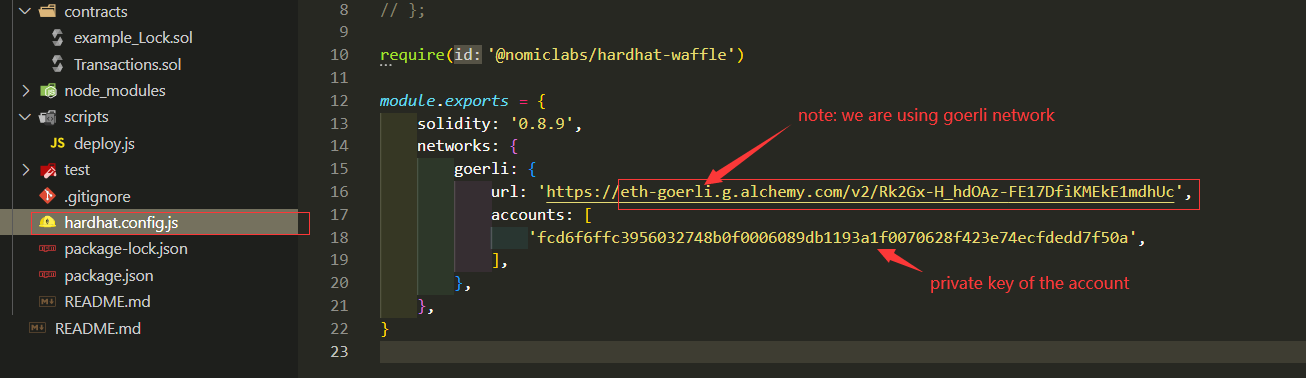 contracts
example_Lock.sol
Transactions.sol
node_modules
scripts
JS deploy.js
test
.gitignore
hardhat.config.js
package-lock.json
package.json
README.md
README.md
8 // };
9
10 require(id: '@nomiclabs/hardhat-waffle')
11
12 module.exports = {
13 solidity: '0.8.9',
14 networks: {
15 goerli: {
16 url: 'https://eth-goerli.g.alchemy.com/v2/Rk2Gx-H_hdOAz-FE17DfiKMEkE1mdhUc',
17 accounts: [
18 'fcd6f6ffc3956032748b0f0006089db1193a1f0070628f423e74ecfdedd7f50a',
19 ],
20 },
21 },
22 }
23
note: we are using goerli network
private key of the account